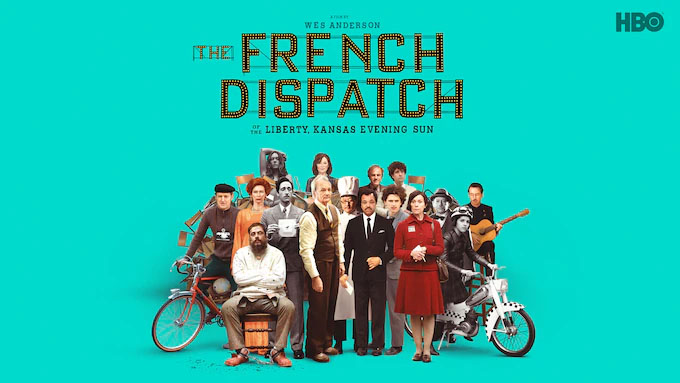 A FILM BY
WES ANDERSON
HBO
THE FRENCH
DISPATCH
OF THE LIBERTY, KANSAS EVENING SUN